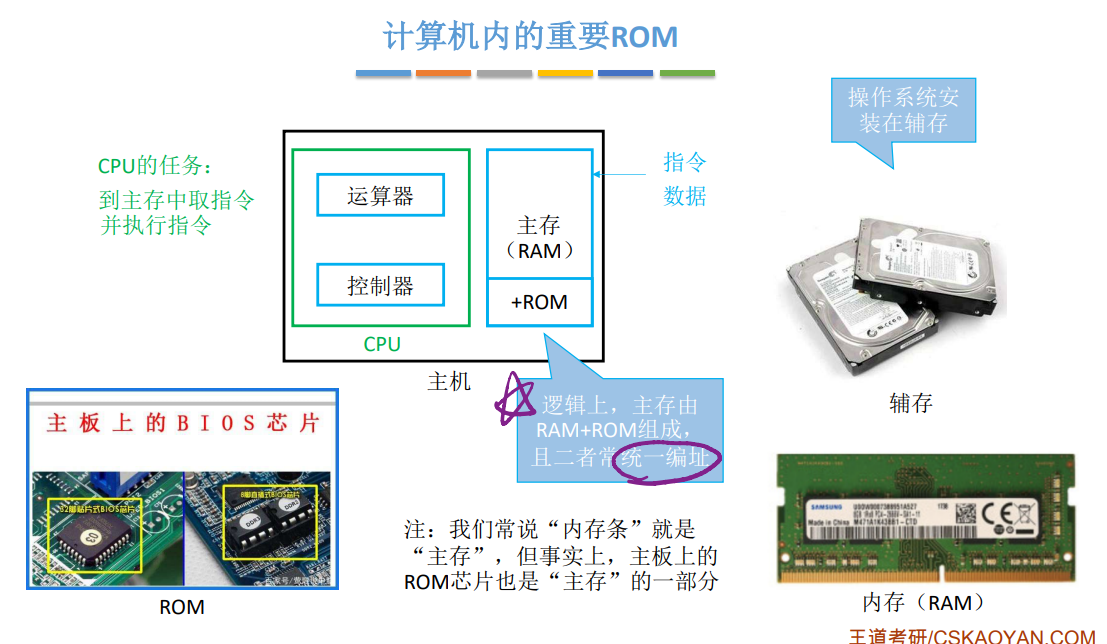 计算机内的重要ROM
操作系统安
装在辅存
CPU的任务：
到主存中取指令
并执行指令
运算器
控制器
CPU
主存
（RAM）
+ROM
指令
数据
主机
逻辑上，主存由
RAM+ROM组成，
且二者常统一编址
辅存
主板上的BIOS芯片
32脚贴片式BIOS芯片
8脚直插式BIOS芯片
ROM
注：我们常说“内存条”就是
“主存”，但事实上，主板上的
ROM芯片也是“主存”的一部分
SAMSUNG
Made in China
内存（RAM）
王道考研/CSKAOYAN.COM